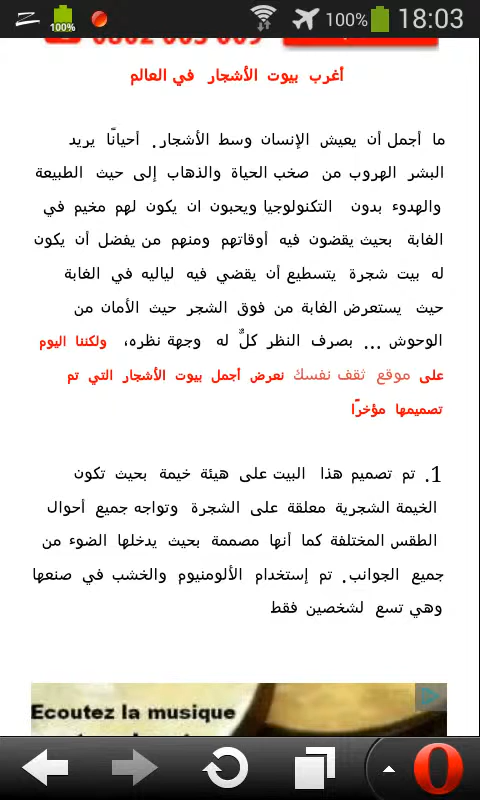 100%
100%
18:03
أغرب بيوت الأشجار في العالم
ما أجمل أن يعيش الإنسان وسط الأشجار. أحيانًا يريد
البشر الهروب من صخب الحياة والذهاب إلى حيث الطبيعة
والهدوء بدون التكنولوجيا ويحبون ان يكون لهم مخيم في
الغابة بحيث يقضون فيه أوقاتهم ومنهم من يفضل أن يكون
له بيت شجرة يتسطيع أن يقضي فيه لياليه في الغابة
حيث يستعرض الغابة من فوق الشجر حيث الأمان من
الوحوش ... بصرف النظر كلٌّ له وجهة نظره، ولكننا اليوم
على موقع ثقف نفسك نعرض أجمل بيوت الأشجار التي تم
تصميمها مؤخرًا
1. تم تصميم هذا البيت على هيئة خيمة بحيث تكون
الخيمة الشجرية معلقة على الشجرة وتواجه جميع أحوال
الطقس المختلفة كما أنها مصممة بحيث يدخلها الضوء من
جميع الجوانب. تم إستخدام الألومنيوم والخشب في صنعها
وهي تسع لشخصين فقط
Ecoutez la musique